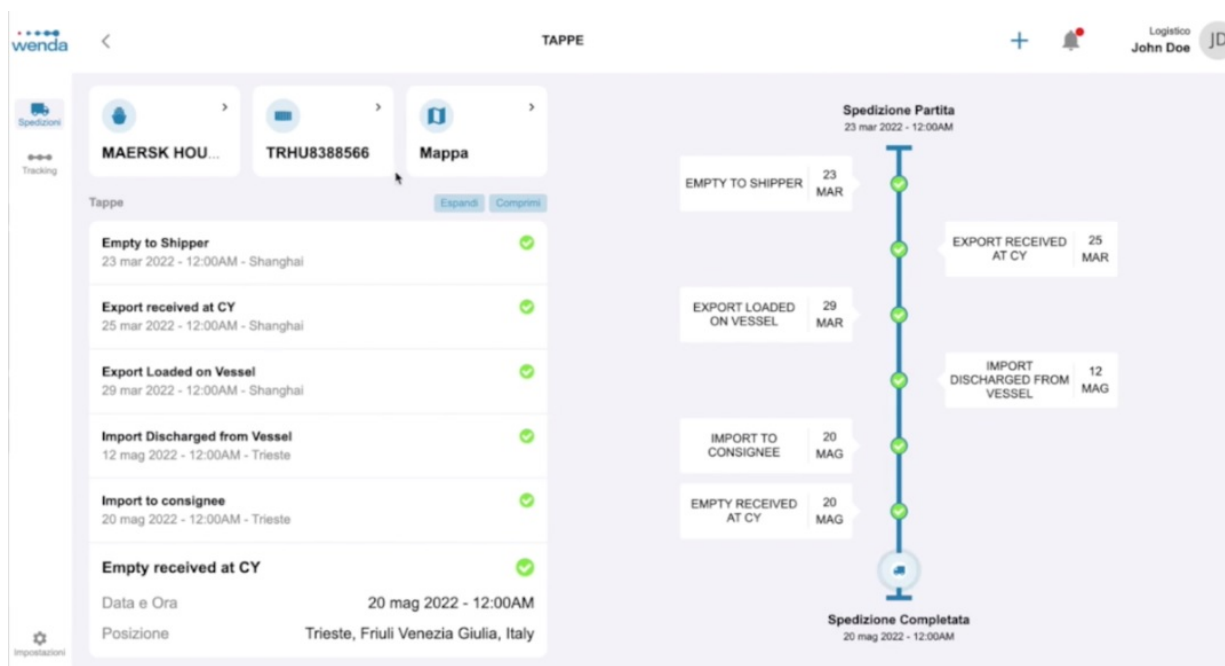 wenda
TAPPE
Logistico
John Doe
JD
Spedizioni
Tracking
Impostazioni
MAERSK HOU...
TRHU8388566
Mappa
Tappe
Espandi
Comprimi
Empty to Shipper
23 mar 2022 - 12:00AM - Shanghai
Export received at CY
25 mar 2022 - 12:00AM - Shanghai
Export Loaded on Vessel
29 mar 2022 - 12:00AM - Shanghai
Import Discharged from Vessel
12 mag 2022 - 12:00AM - Trieste
Import to consignee
20 mag 2022 - 12:00AM - Trieste
Empty received at CY
Data e Ora 20 mag 2022 - 12:00AM
Posizione Trieste, Friuli Venezia Giulia, Italy
Spedizione Partita
23 mar 2022 - 12:00AM
EMPTY TO SHIPPER
23
MAR
EXPORT RECEIVED
AT CY
25
MAR
EXPORT LOADED
ON VESSEL
29
MAR
IMPORT
DISCHARGED FROM
VESSEL
12
MAG
IMPORT TO
CONSIGNEE
20
MAG
EMPTY RECEIVED
AT CY
20
MAG
Spedizione Completata
20 mag 2022 - 12:00AM